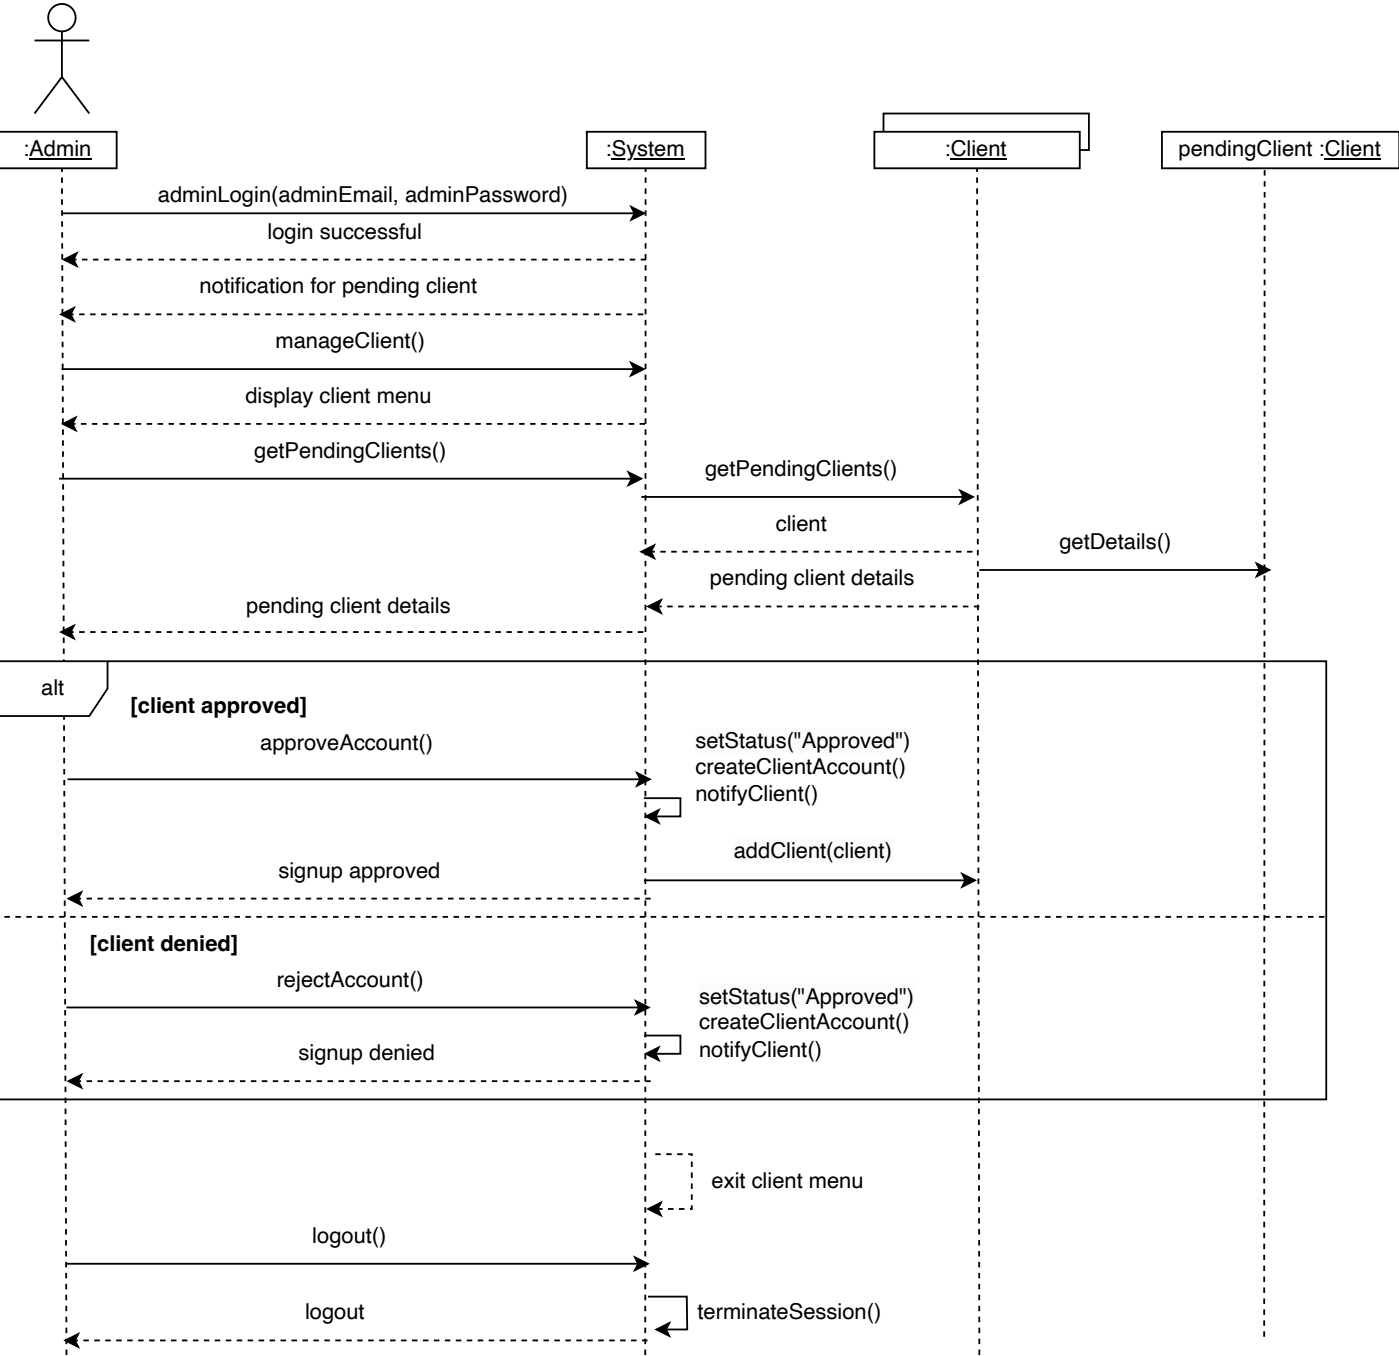 :Admin
:System
:Client
pendingClient :Client
adminLogin(adminEmail, adminPassword)
login successful
notification for pending client
manageClient()
display client menu
getPendingClients()
getPendingClients()
client
getDetails()
pending client details
pending client details
alt
[client approved]
approveAccount()
setStatus("Approved")
createClientAccount()
notifyClient()
addClient(client)
signup approved
[client denied]
rejectAccount()
setStatus("Approved")
createClientAccount()
notifyClient()
signup denied
exit client menu
logout()
logout
terminateSession()